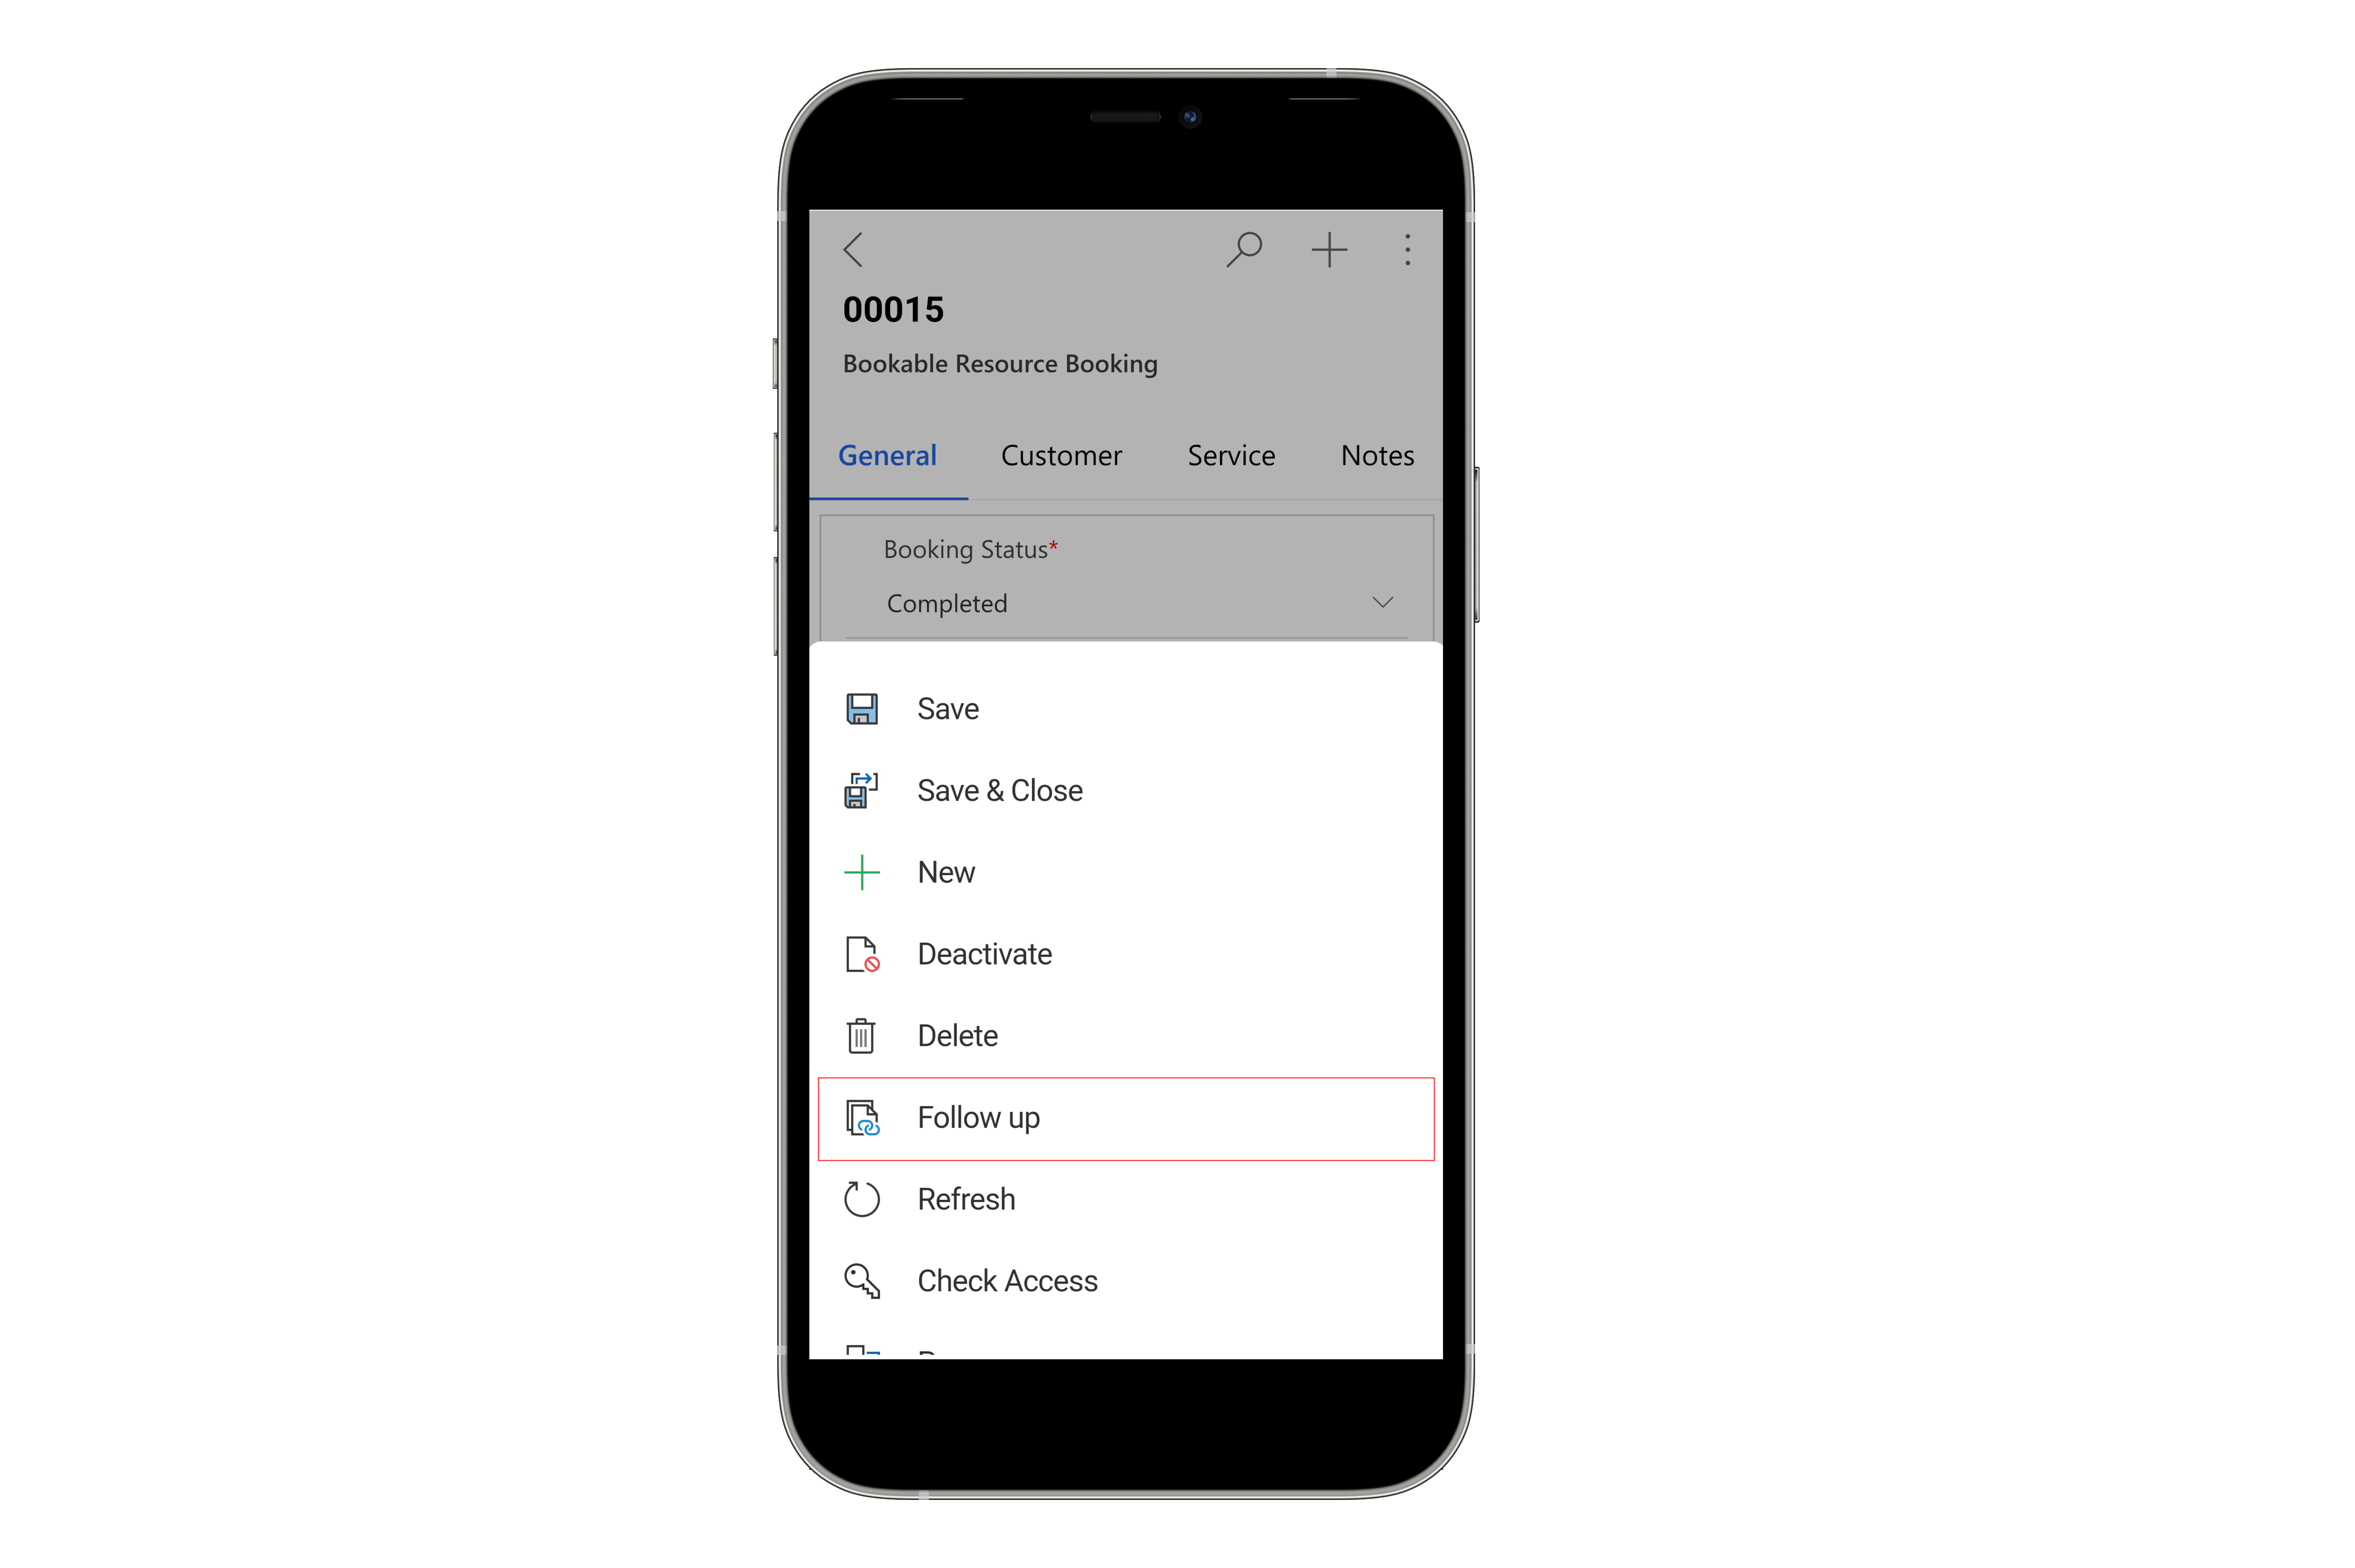 00015
Bookable Resource Booking
General Customer Service Notes
Booking Status*
Completed
Save
Save & Close
New
Deactivate
Delete
Follow up
Refresh
Check Access